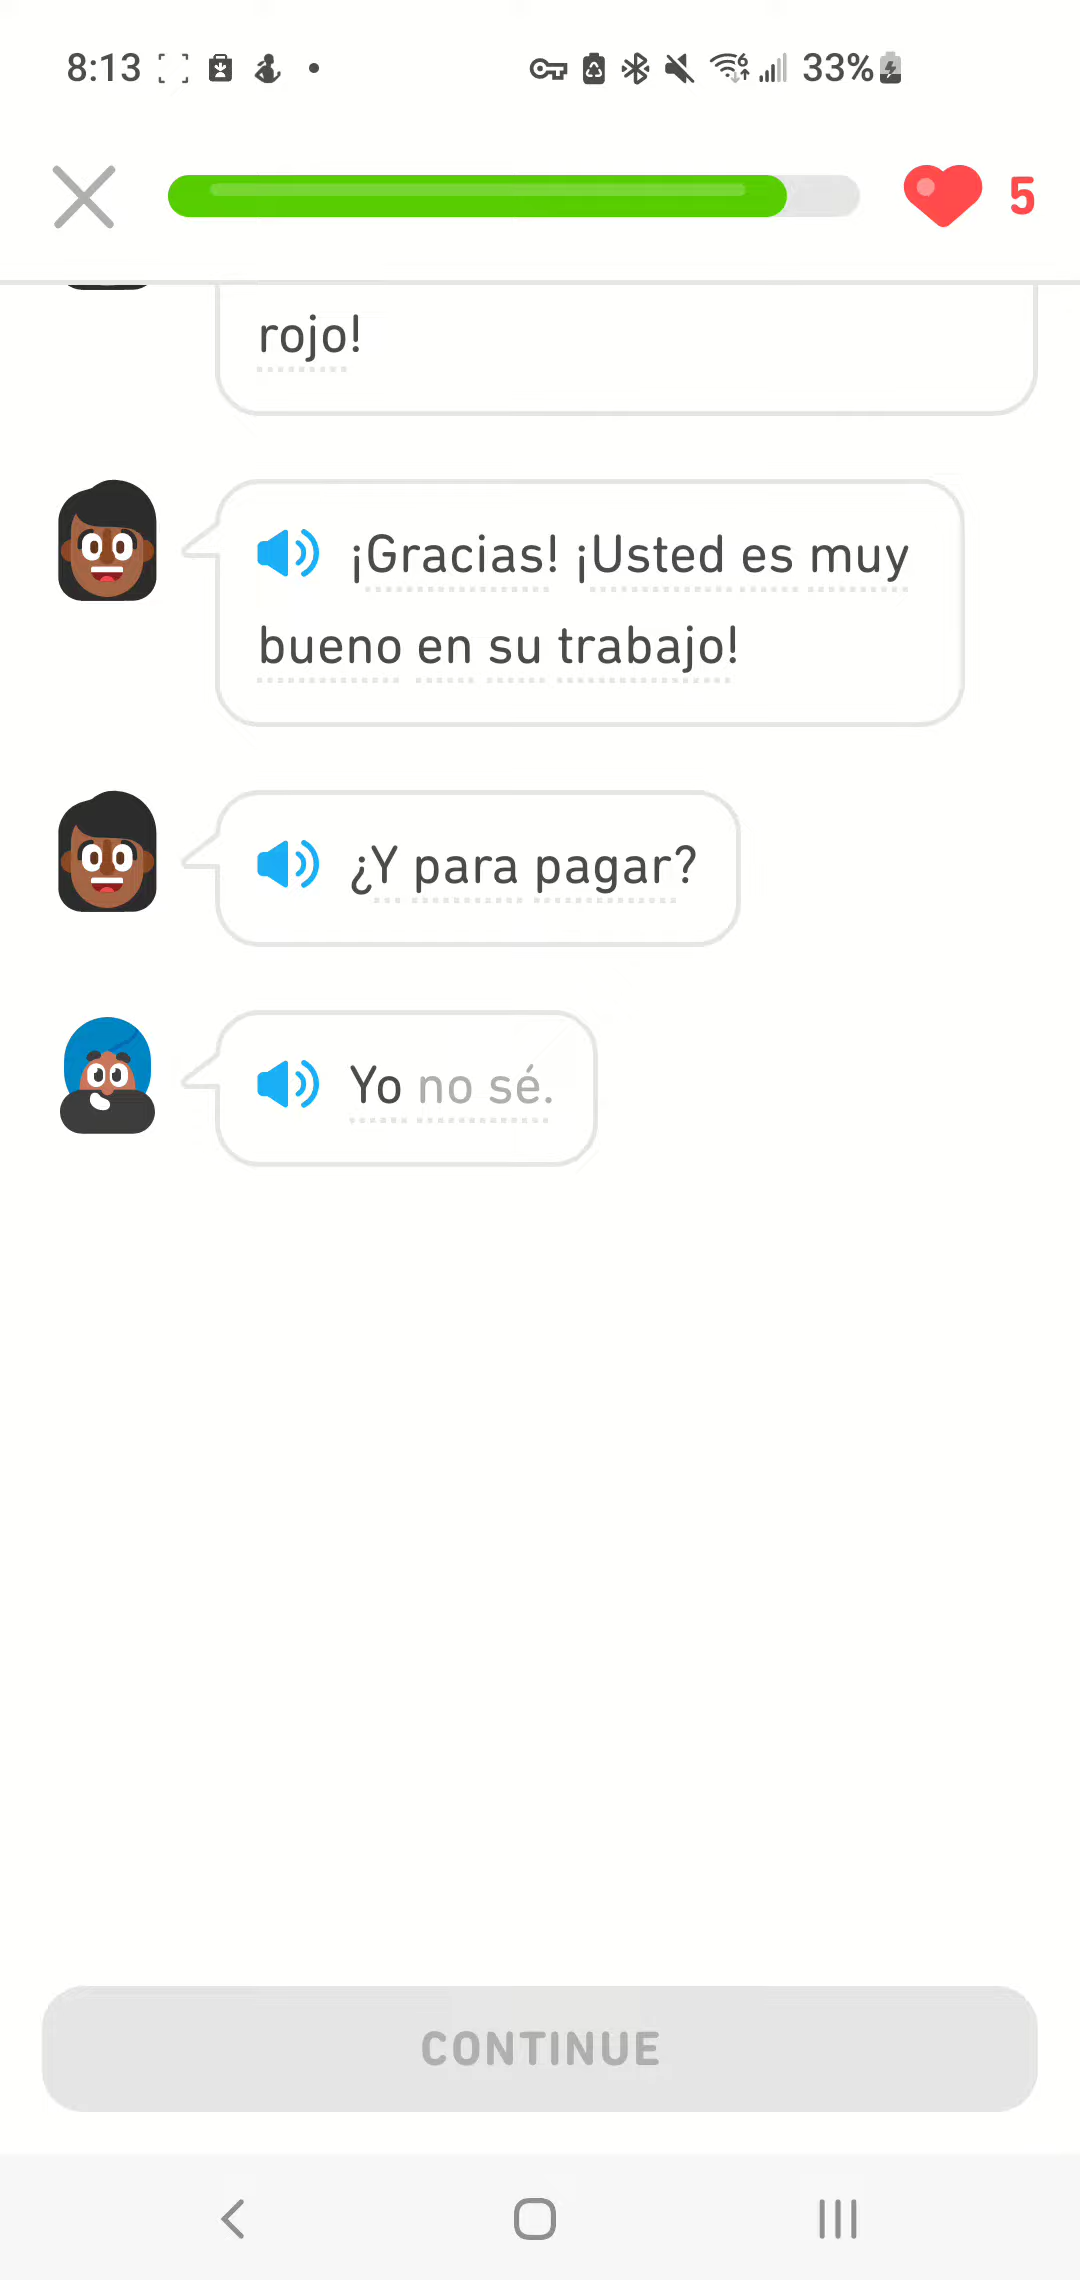 8:13 33%
5
rojo!
¡Gracias! ¡Usted es muy
bueno en su trabajo!
¿Y para pagar?
Yo no sé.
CONTINUE